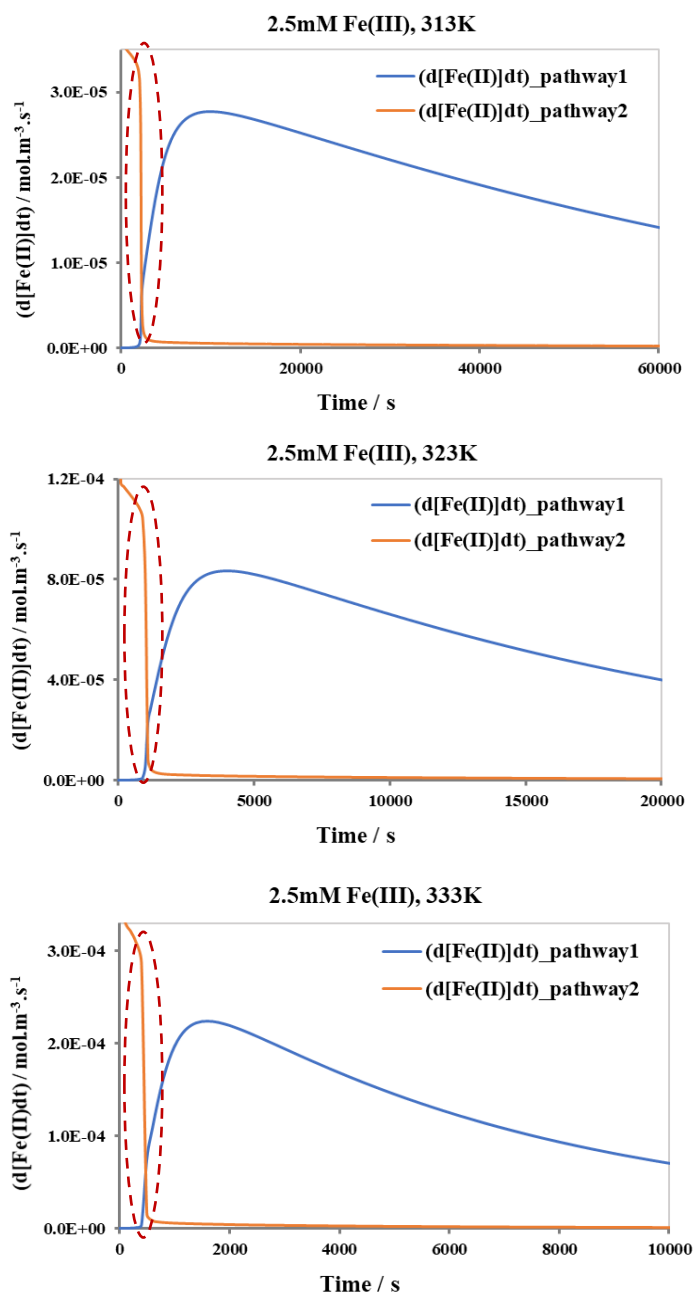 2.5mM Fe(III), 313K
(d[Fe(II)]dt)_pathway1
(d[Fe(II)]dt)_pathway2
(d[Fe(II)]dt) / mol.m⁻³.s⁻¹
3.0E-05
2.0E-05
1.0E-05
0.0E+00
0 20000 40000 60000
Time / s
2.5mM Fe(III), 323K
(d[Fe(II)]dt)_pathway1
(d[Fe(II)]dt)_pathway2
(d[Fe(II)]dt) / mol.m⁻³.s⁻¹
1.2E-04
8.0E-05
4.0E-05
0.0E+00
0 5000 10000 15000 20000
Time / s
2.5mM Fe(III), 333K
(d[Fe(II)]dt)_pathway1
(d[Fe(II)]dt)_pathway2
(d[Fe(II)dt) / mol.m⁻³.s⁻¹
3.0E-04
2.0E-04
1.0E-04
0.0E+00
0 2000 4000 6000 8000 10000
Time / s